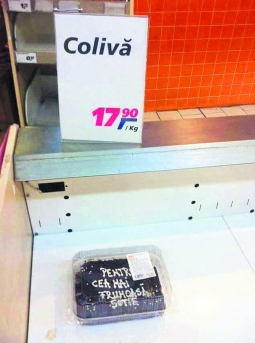 Colivă
17,90
/Kg
PENTRU
CEA MAI
FRUMOASĂ
SOȚIE